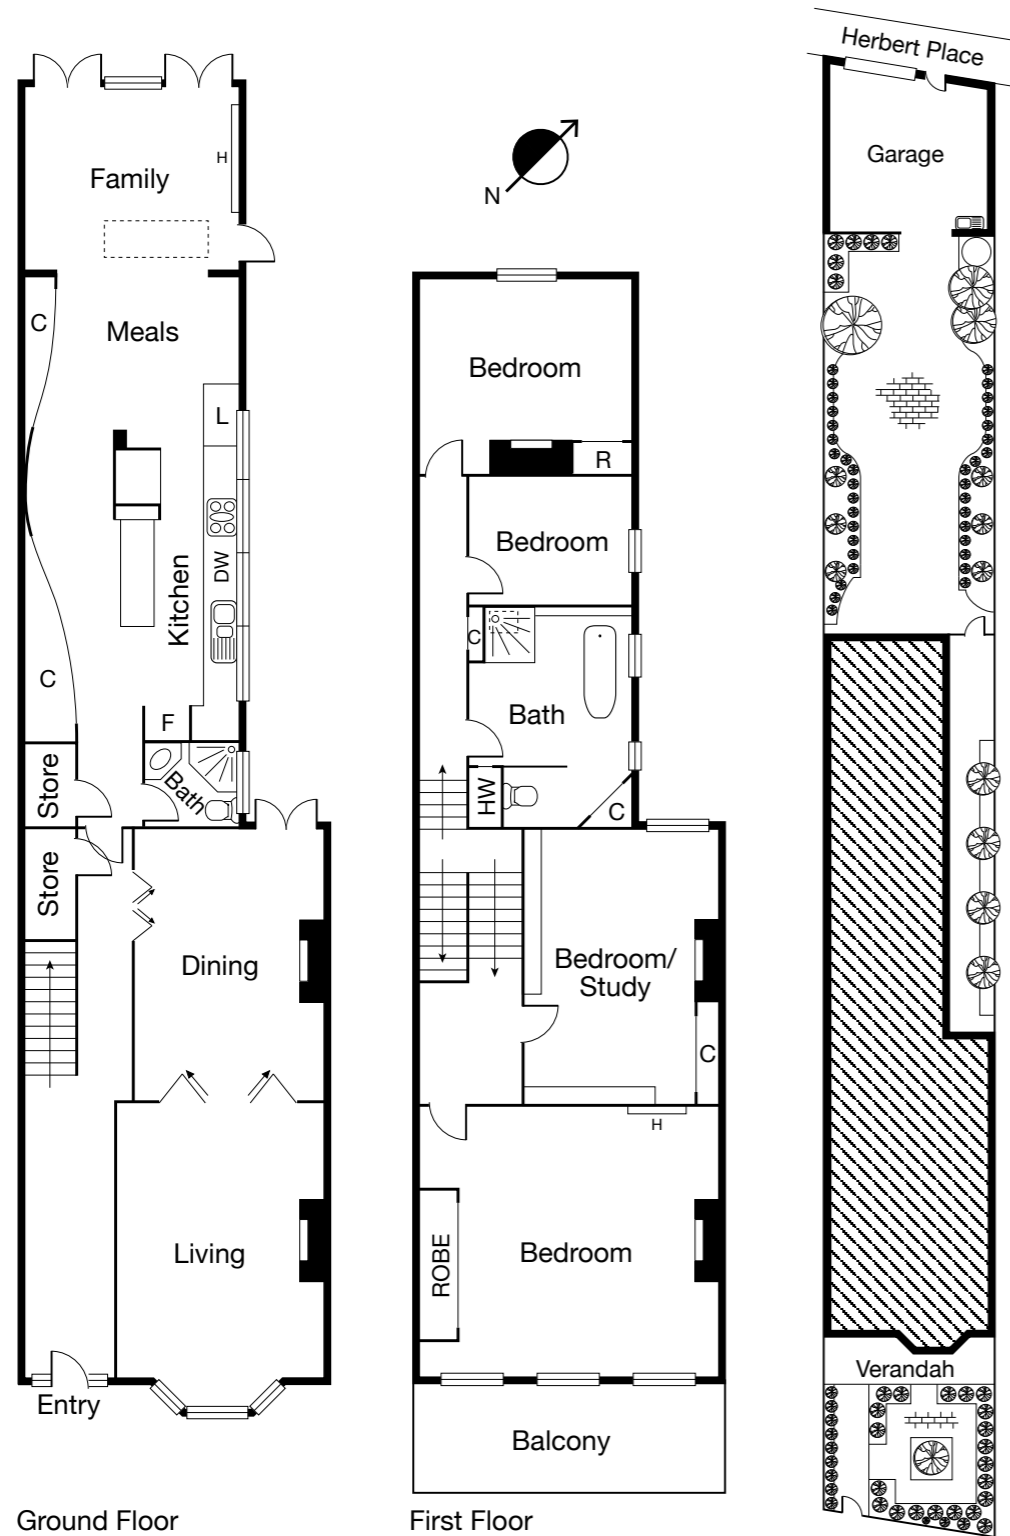 Family
H
Meals
C
L
DW
Kitchen
C
F
Bath
Store
Store
Dining
Living
Entry
Ground Floor
N
Bedroom
R
Bedroom
C
Bath
HW
C
Bedroom/
Study
C
H
ROBE
Bedroom
Balcony
First Floor
Herbert Place
Garage
Verandah